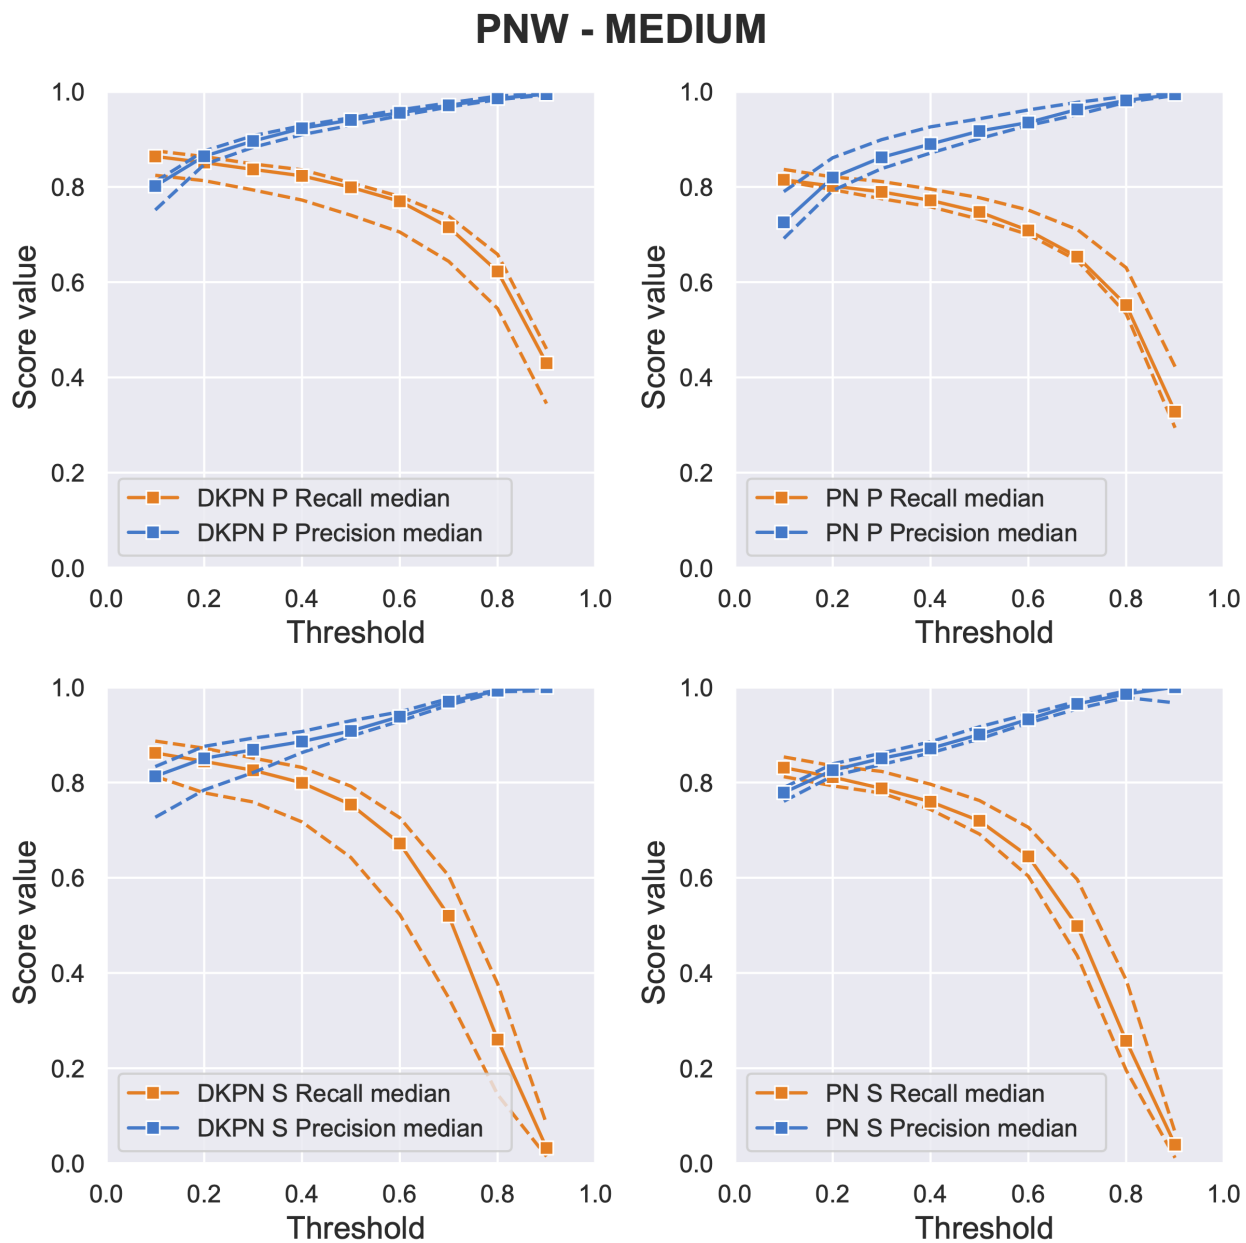 PNW - MEDIUM
1.0
0.8
0.6
0.4
0.2
0.0
Score value
DKPN P Recall median
DKPN P Precision median
0.0 0.2 0.4 0.6 0.8 1.0
Threshold
1.0
0.8
0.6
0.4
0.2
0.0
Score value
PN P Recall median
PN P Precision median
0.0 0.2 0.4 0.6 0.8 1.0
Threshold
1.0
0.8
0.6
0.4
0.2
0.0
Score value
DKPN S Recall median
DKPN S Precision median
0.0 0.2 0.4 0.6 0.8 1.0
Threshold
1.0
0.8
0.6
0.4
0.2
0.0
Score value
PN S Recall median
PN S Precision median
0.0 0.2 0.4 0.6 0.8 1.0
Threshold